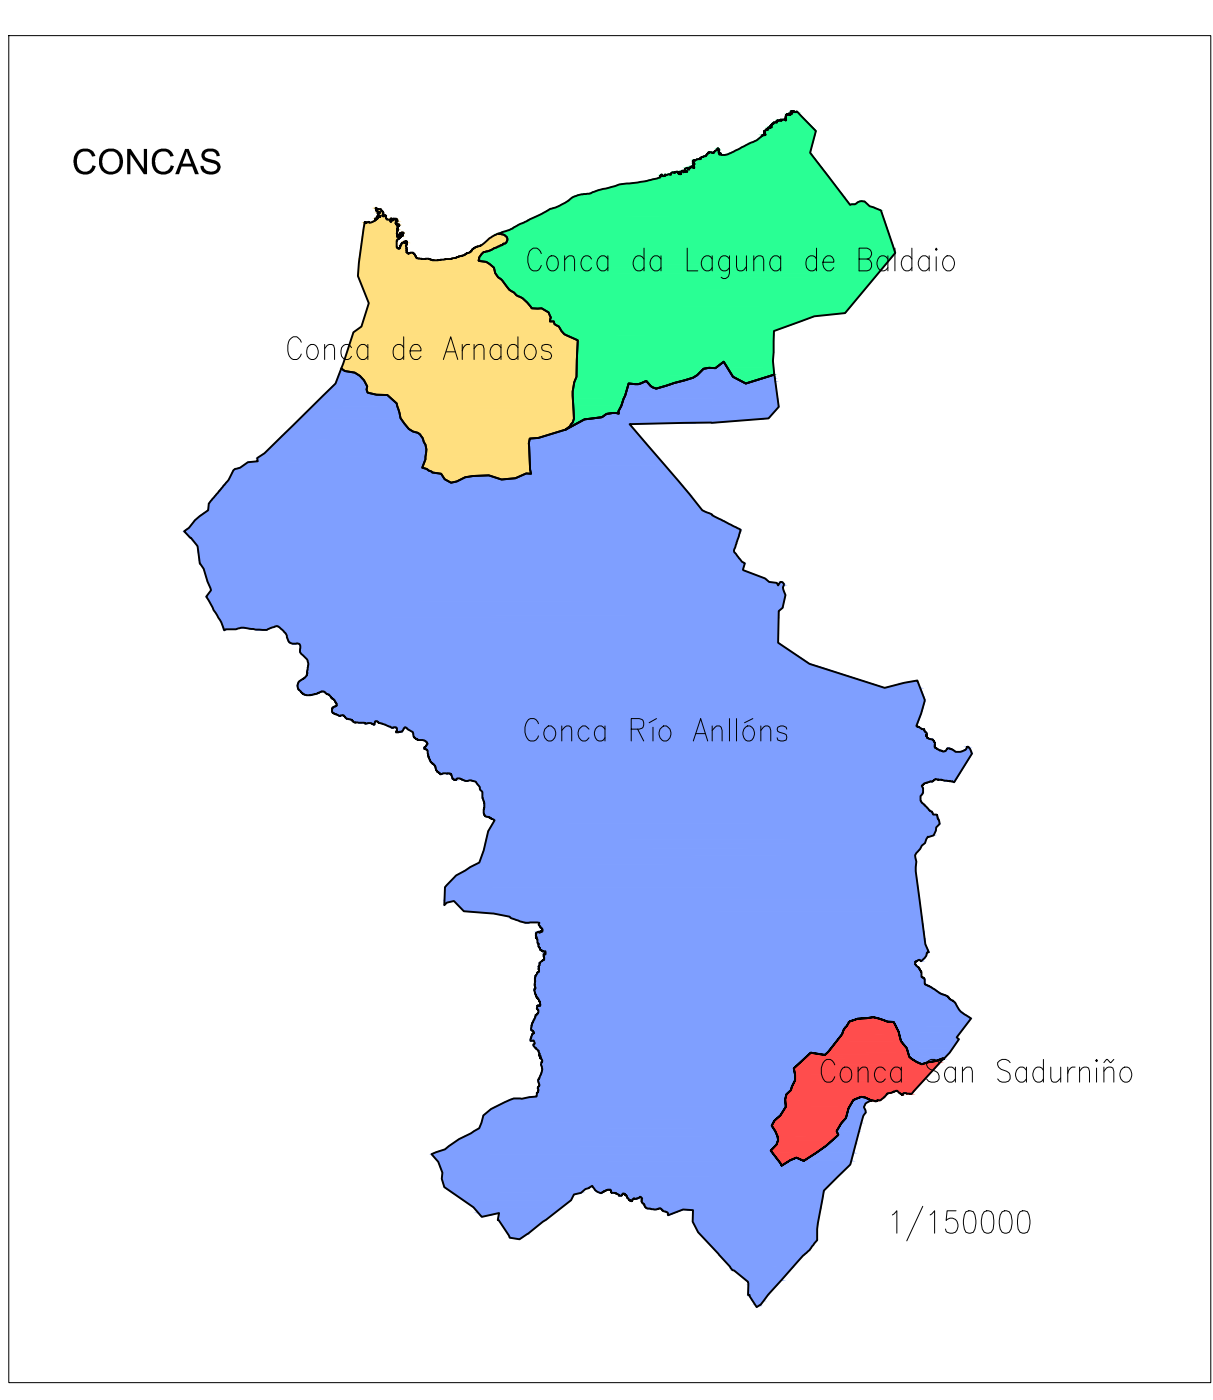 CONCAS
Conca da Laguna de Baldaio
Conca de Arnados
Conca Río Anllóns
Conca San Sadurniño
1/150000